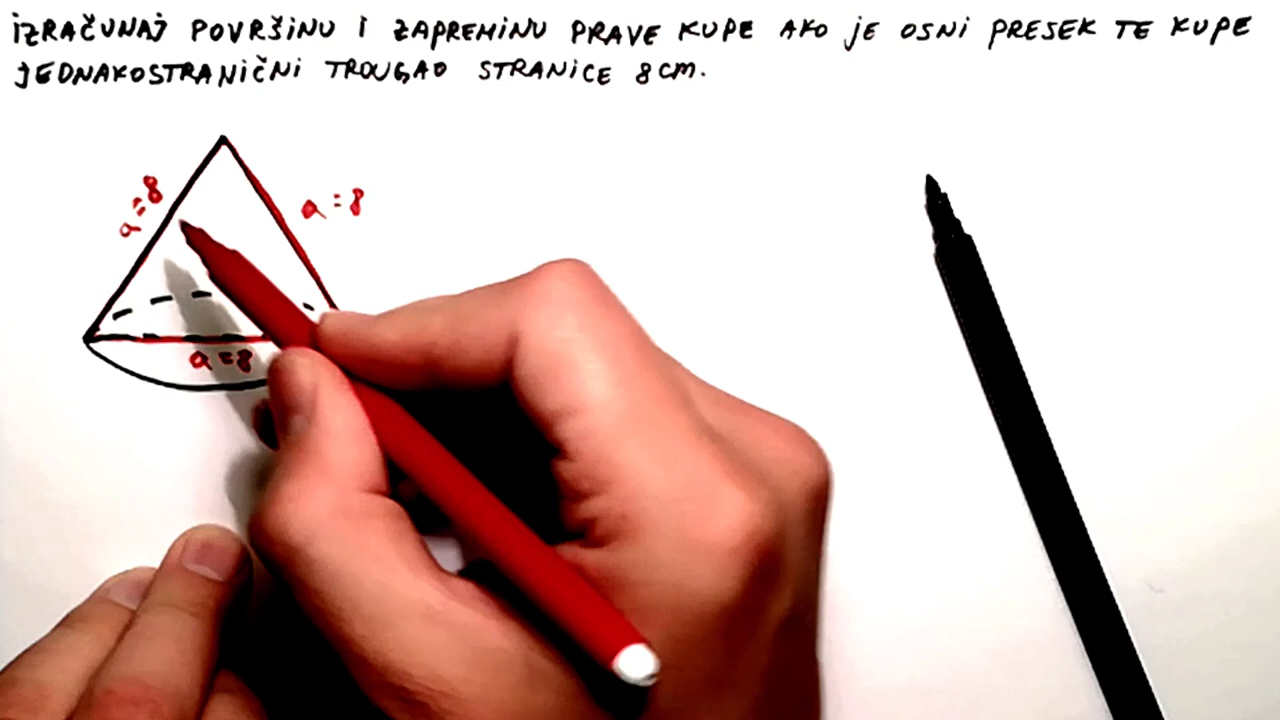 IZRAČUNAJ POVRŠINU I ZAPREMINU PRAVE KUPE AKO JE OSNI PRESEK TE KUPE
JEDNAKOSTRANIČNI TROUGAO STRANICE 8cm.
a=8
a=8
a=8